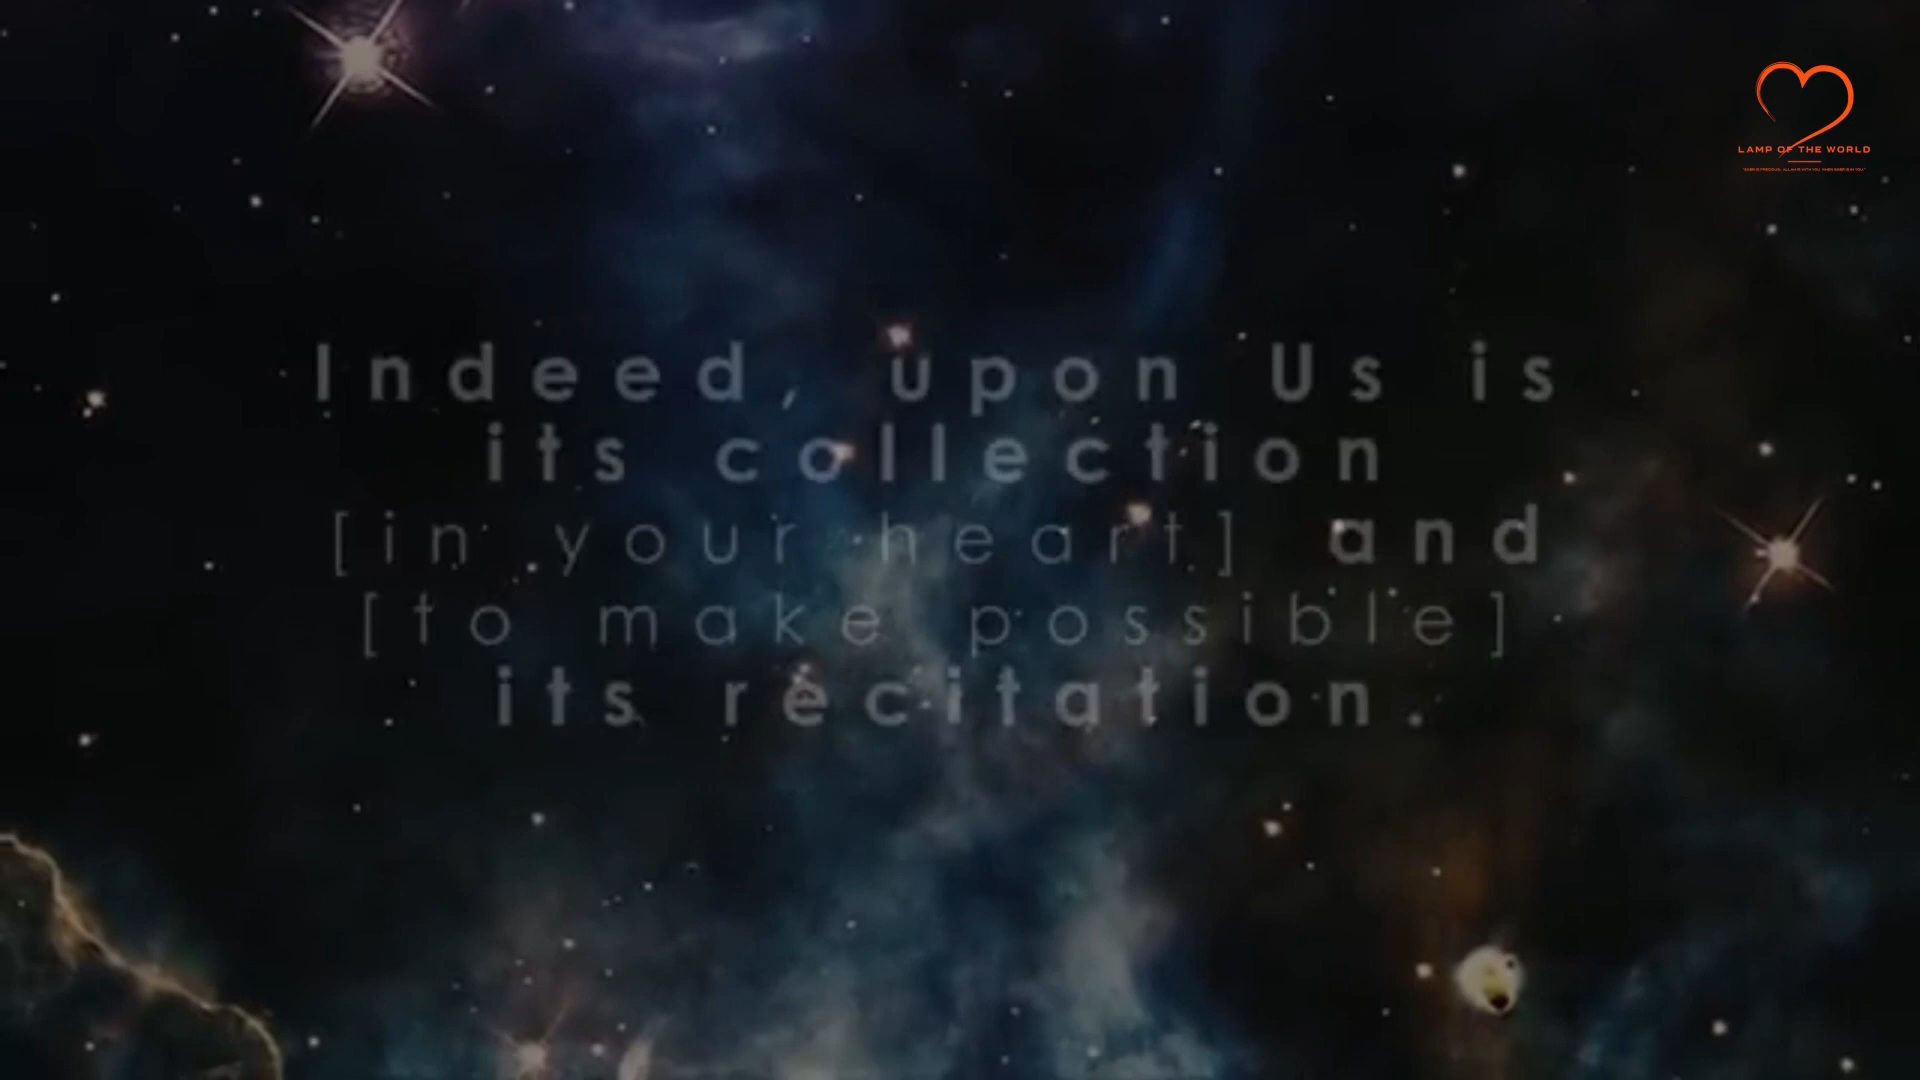 LAMP OF THE WORLD
Indeed, upon Us is
its collection
[in your heart] and
[to make possible]
its recitation.